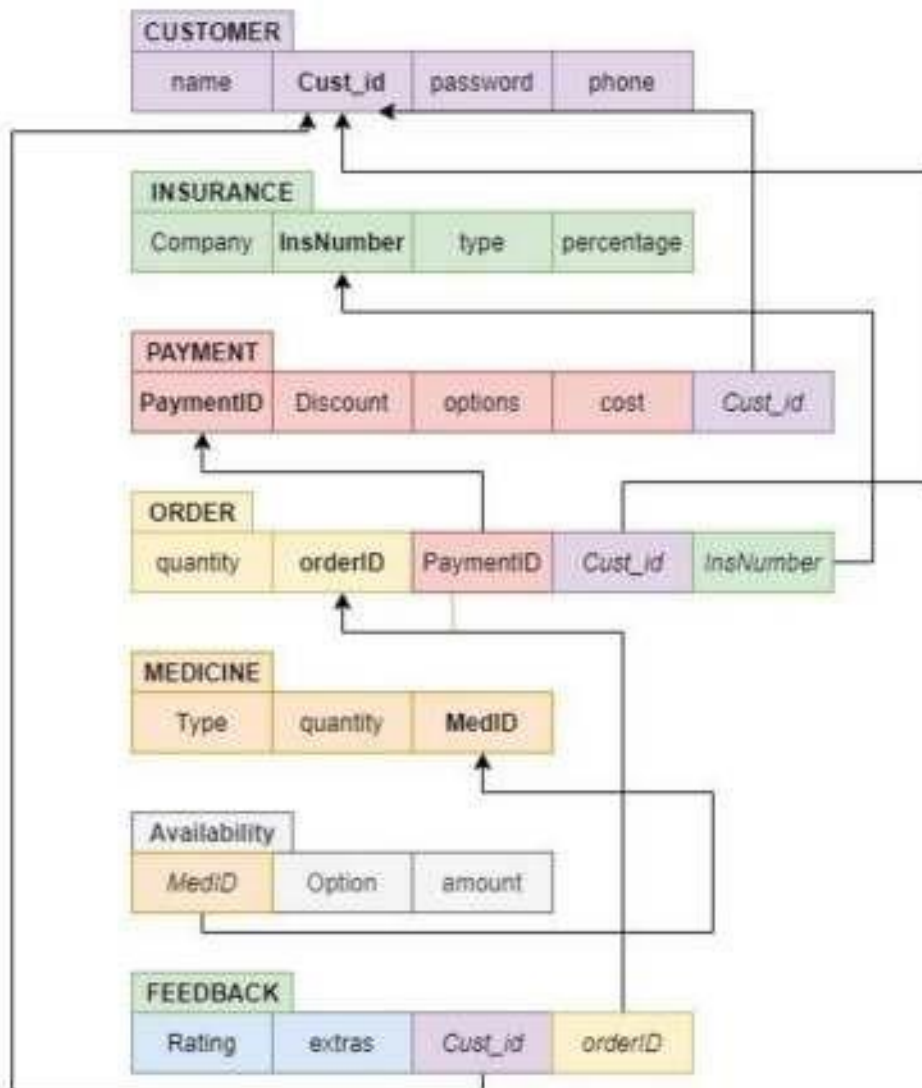 CUSTOMER
name Cust_id password phone
INSURANCE
Company InsNumber type percentage
PAYMENT
PaymentID Discount options cost Cust_id
ORDER
quantity orderID PaymentID Cust_id InsNumber
MEDICINE
Type quantity MedID
Availability
MedID Option amount
FEEDBACK
Rating extras Cust_id orderID